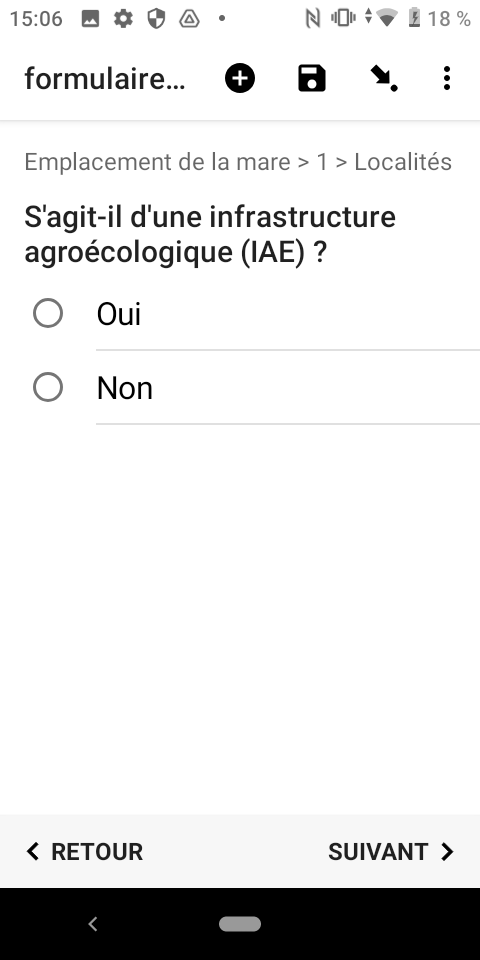 15:06 18 %
formulaire...
Emplacement de la mare > 1 > Localités
S'agit-il d'une infrastructure
agroécologique (IAE) ?
Oui
Non
RETOUR SUIVANT